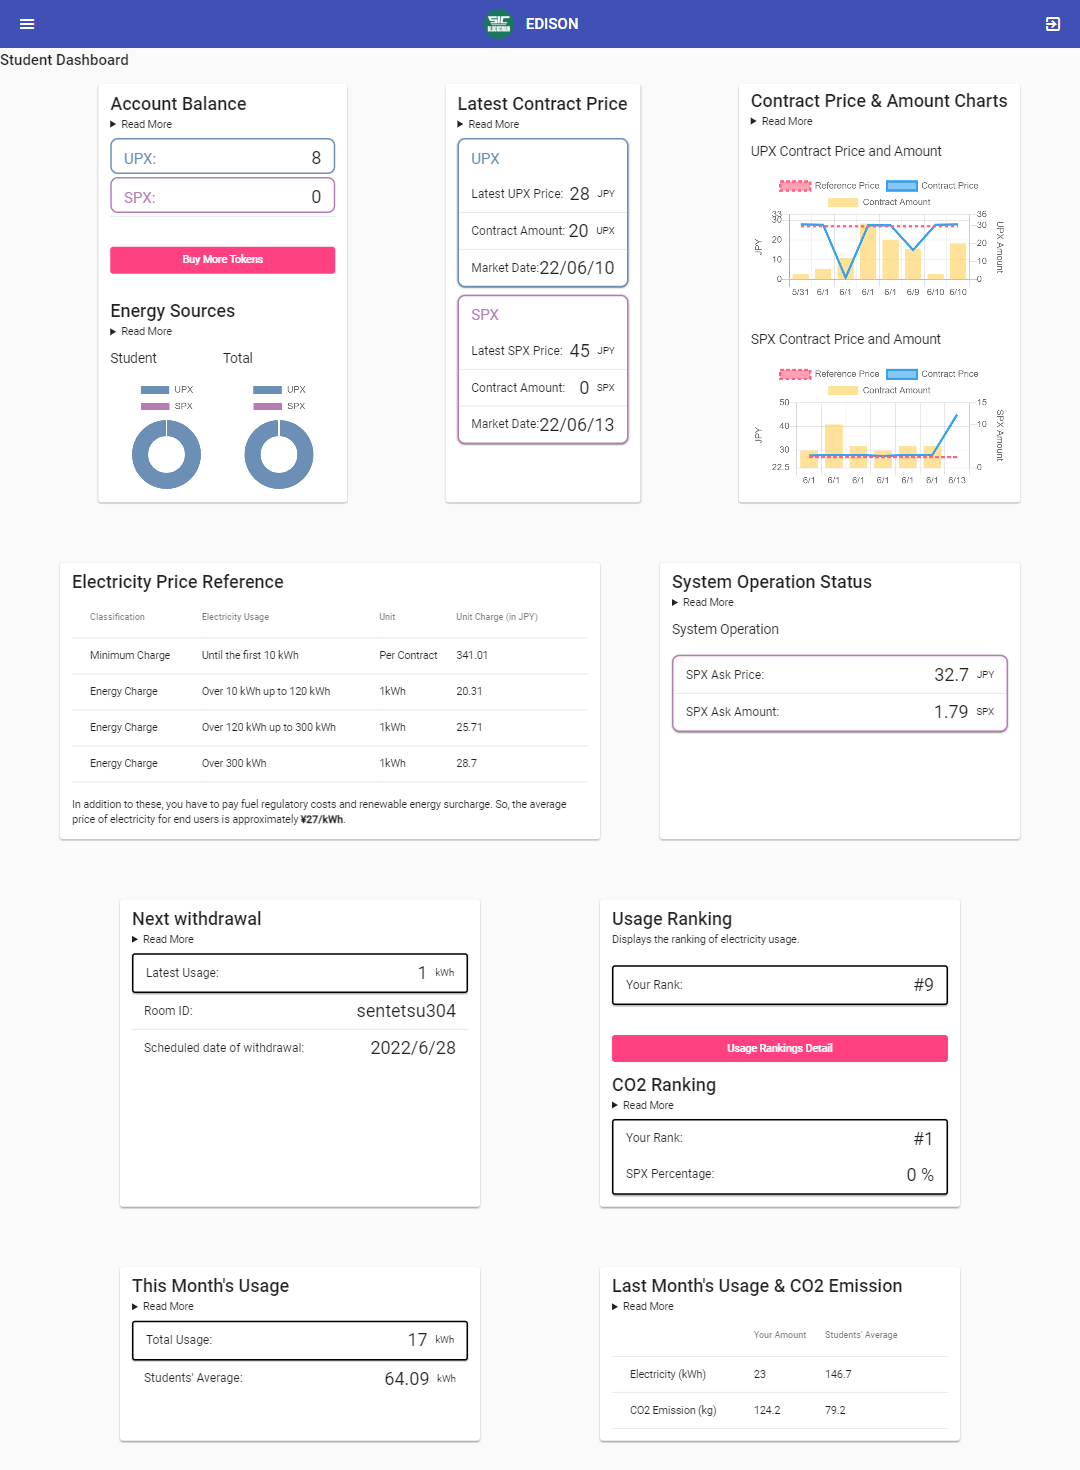 SIC
BLOCKCHAIN
EDISON
Student Dashboard
Account Balance
Read More
UPX: 8
SPX: 0
Buy More Tokens
Energy Sources
Read More
Student Total
UPX
SPX
UPX
SPX
Latest Contract Price
Read More
UPX
Latest UPX Price: 28 JPY
Contract Amount: 20 UPX
Market Date: 22/06/10
SPX
Latest SPX Price: 45 JPY
Contract Amount: 0 SPX
Market Date: 22/06/13
Contract Price & Amount Charts
Read More
UPX Contract Price and Amount
Reference Price Contract Price
Contract Amount
33 36
30 30
20 20
10 10
0 0
JPY
UPX Amount
5/31 6/1 6/1 6/1 6/1 6/9 6/10 6/10
SPX Contract Price and Amount
Reference Price Contract Price
Contract Amount
50 15
40 10
30
22.5 0
JPY
SPX Amount
6/1 6/1 6/1 6/1 6/1 6/1 6/13
Electricity Price Reference
Classification Electricity Usage Unit Unit Charge (in JPY)
Minimum Charge Until the first 10 kWh Per Contract 341.01
Energy Charge Over 10 kWh up to 120 kWh 1kWh 20.31
Energy Charge Over 120 kWh up to 300 kWh 1kWh 25.71
Energy Charge Over 300 kWh 1kWh 28.7
In addition to these, you have to pay fuel regulatory costs and renewable energy surcharge. So, the average
price of electricity for end users is approximately ¥27/kWh.
System Operation Status
Read More
System Operation
SPX Ask Price: 32.7 JPY
SPX Ask Amount: 1.79 SPX
Next withdrawal
Read More
Latest Usage: 1 kWh
Room ID: sentetsu304
Scheduled date of withdrawal: 2022/6/28
Usage Ranking
Displays the ranking of electricity usage.
Your Rank: #9
Usage Rankings Detail
CO2 Ranking
Read More
Your Rank: #1
SPX Percentage: 0 %
This Month's Usage
Read More
Total Usage: 17 kWh
Students' Average: 64.09 kWh
Last Month's Usage & CO2 Emission
Read More
Your Amount Students' Average
Electricity (kWh) 23 146.7
CO2 Emission (kg) 124.2 79.2